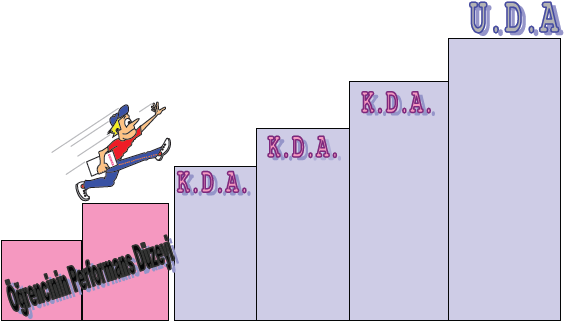 U.D.A
K.D.A.
K.D.A.
K.D.A.
Öğrencinin Performans Düzeyi